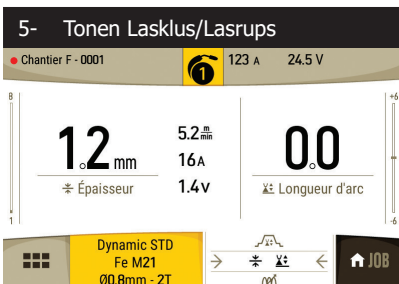 5- Tonen Lasklus/Lasrups
Chantier F - 0001
1
123 A 24.5 V
8
+6
1.2 mm
5.2 m/min
16A
1.4V
0.0
Épaisseur
Longueur d'arc
1
-6
Dynamic STD
Fe M21
Ø0.8mm - 2T
JOB